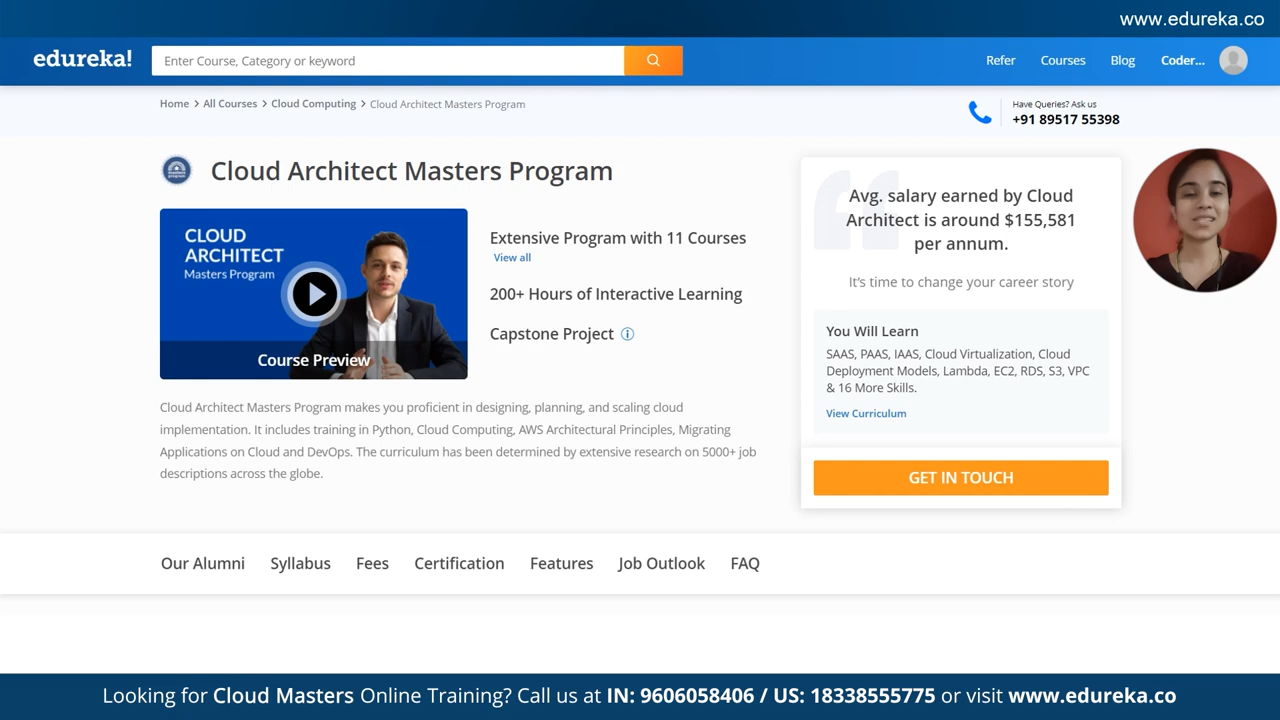 www.edureka.co
edureka!
Enter Course, Category or keyword
Refer
Courses
Blog
Coder...
Home > All Courses > Cloud Computing > Cloud Architect Masters Program
Have Queries? Ask us
+91 89517 55398
Cloud Architect Masters Program
CLOUD
ARCHITECT
Masters Program
Course Preview
Extensive Program with 11 Courses
View all
200+ Hours of Interactive Learning
Capstone Project
Cloud Architect Masters Program makes you proficient in designing, planning, and scaling cloud
implementation. It includes training in Python, Cloud Computing, AWS Architectural Principles, Migrating
Applications on Cloud and DevOps. The curriculum has been determined by extensive research on 5000+ job
descriptions across the globe.
Avg. salary earned by Cloud
Architect is around $155,581
per annum.
It's time to change your career story
You Will Learn
SAAS, PAAS, IAAS, Cloud Virtualization, Cloud
Deployment Models, Lambda, EC2, RDS, S3, VPC
& 16 More Skills.
View Curriculum
GET IN TOUCH
Our Alumni
Syllabus
Fees
Certification
Features
Job Outlook
FAQ
Looking for Cloud Masters Online Training? Call us at IN: 9606058406 / US: 18338555775 or visit www.edureka.co